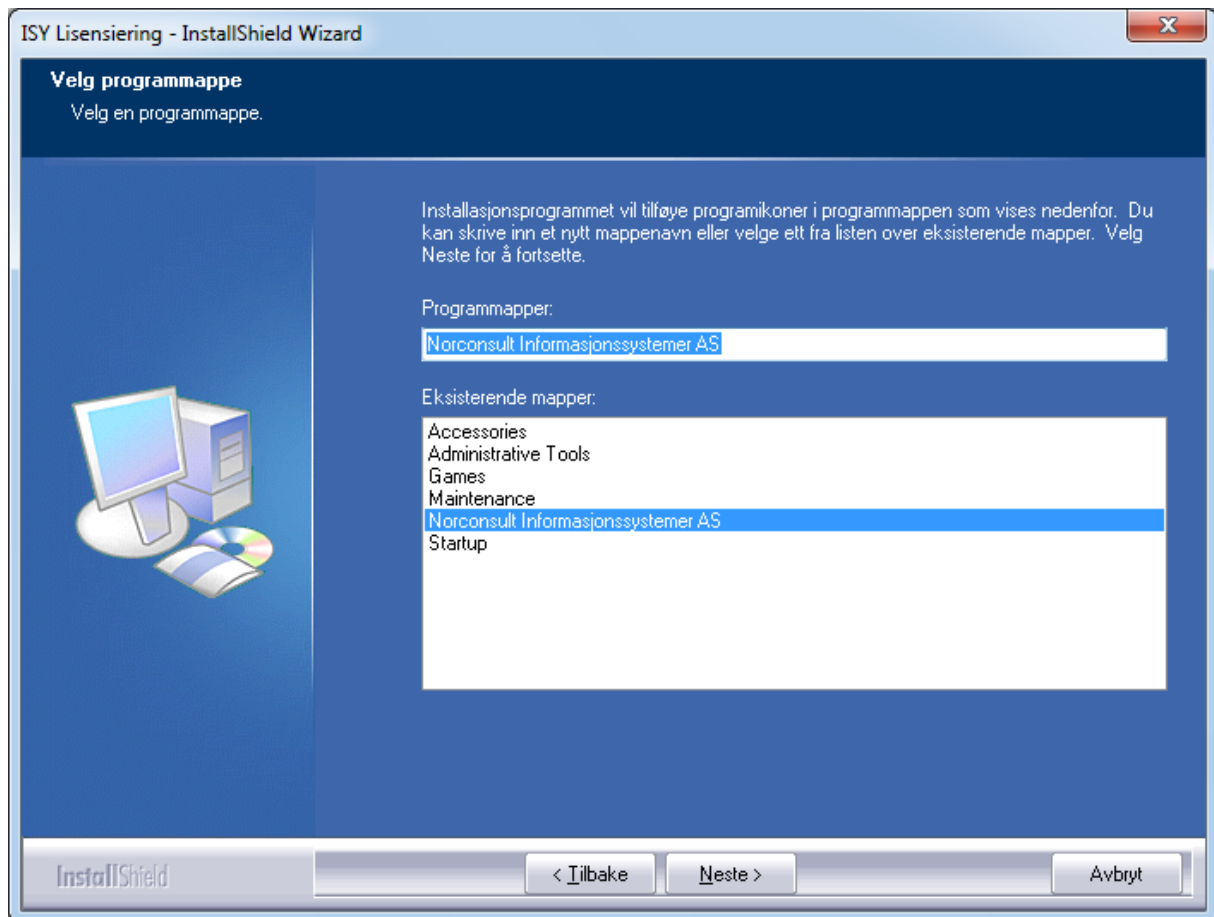 ISY Lisensiering - InstallShield Wizard
Velg programmappe
Velg en programmappe.
Installasjonsprogrammet vil tilføye programikoner i programmappen som vises nedenfor.  Du
kan skrive inn et nytt mappenavn eller velge ett fra listen over eksisterende mapper.  Velg
Neste for å fortsette.
Programmapper:
Norconsult Informasjonssystemer AS
Eksisterende mapper:
Accessories
Administrative Tools
Games
Maintenance
Norconsult Informasjonssystemer AS
Startup
InstallShield
< Tilbake
Neste >
Avbryt